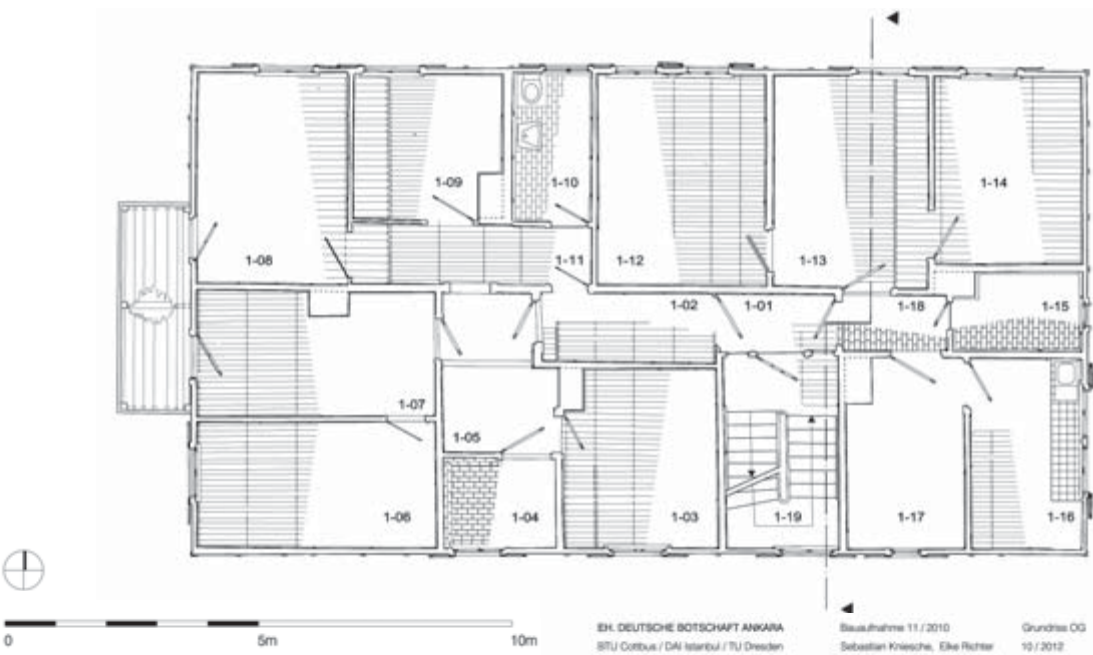 1-09
1-10
1-14
1-08
1-11
1-12
1-13
1-02
1-01
1-18
1-15
1-07
1-05
1-06
1-04
1-03
1-19
1-17
1-16
0
5m
10m
EH. DEUTSCHE BOTSCHAFT ANKARA
BTU Cottbus / DAI Istanbul / TU Dresden
Bauaufnahme 11 / 2010
Sebastian Kniesche, Elke Richter
Grundriss OG
10 / 2012